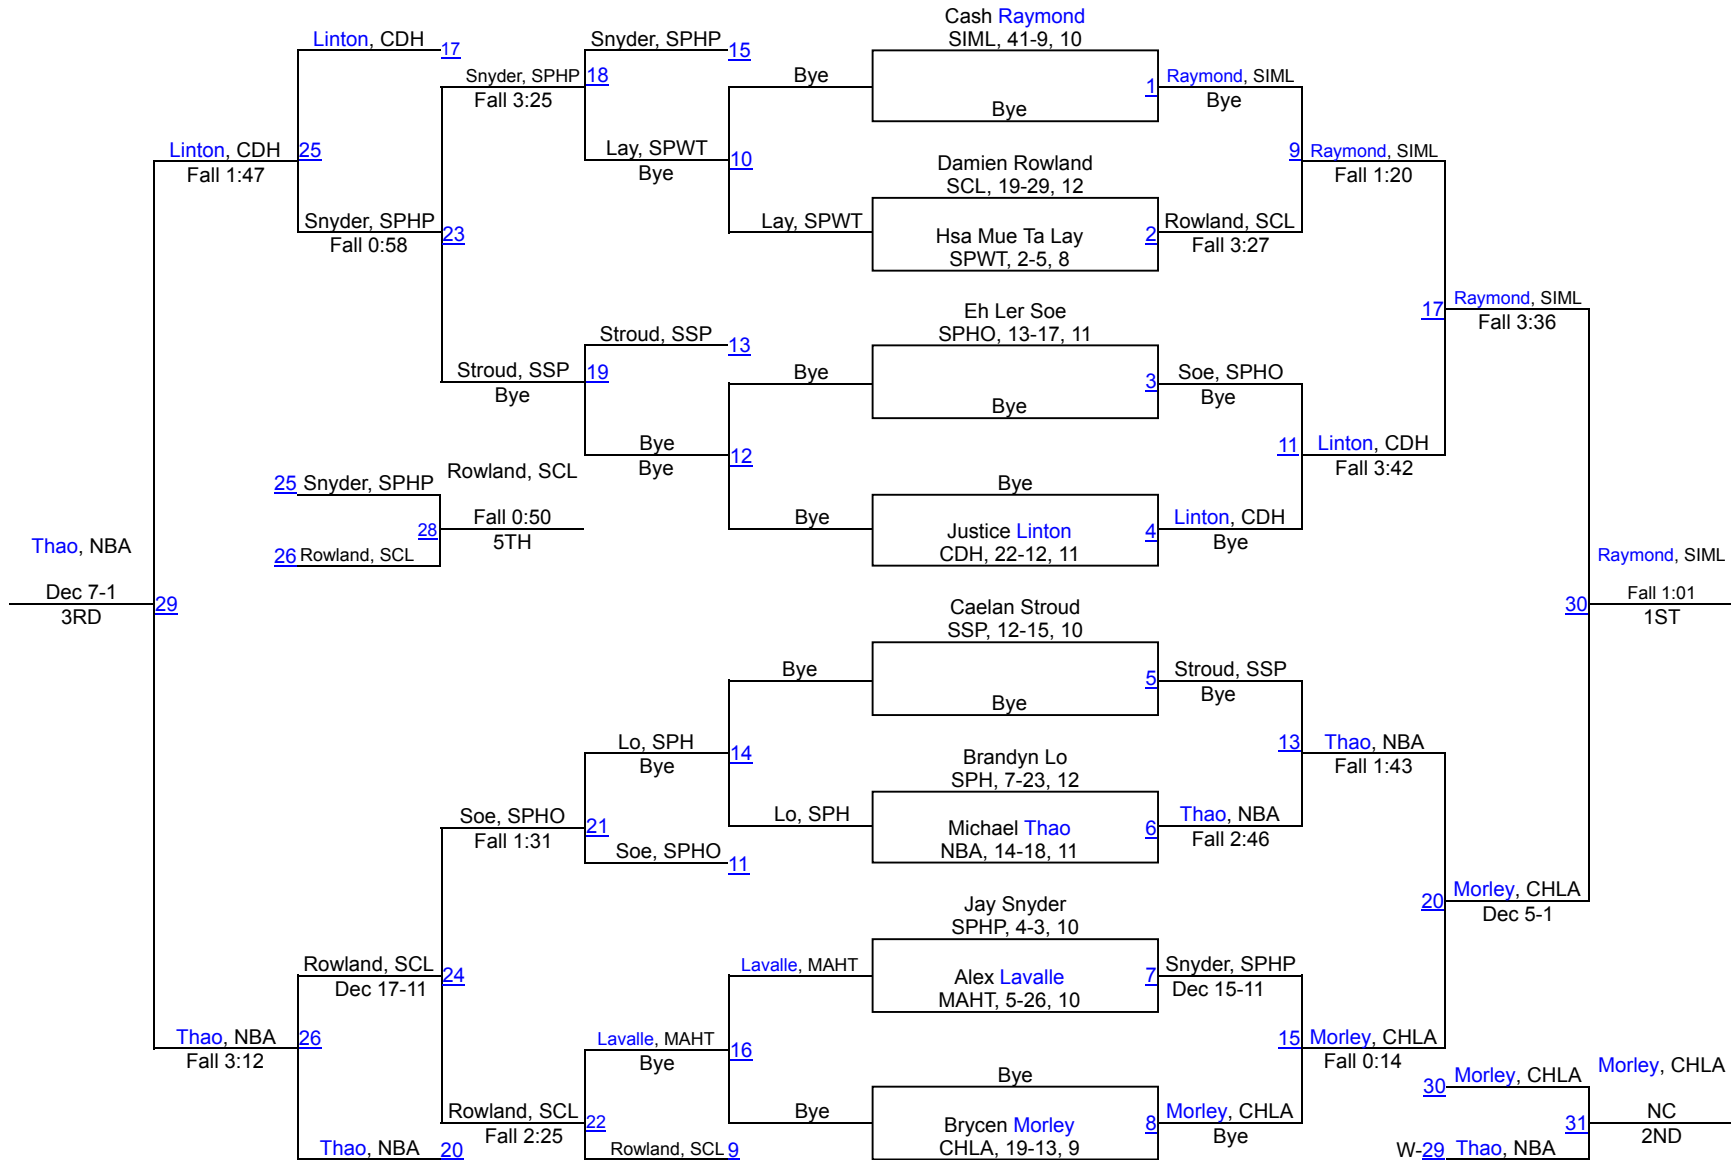 Cash Raymond
SIML, 41-9, 10
Linton, CDH
17
Snyder, SPHP
15
Snyder, SPHP
18
Fall 3:25
Bye
Bye
1
Raymond, SIML
Bye
Linton, CDH
25
Fall 1:47
Lay, SPWT
10
Bye
Damien Rowland
SCL, 19-29, 12
9
Raymond, SIML
Fall 1:20
Snyder, SPHP
23
Fall 0:58
Lay, SPWT
Hsa Mue Ta Lay
SPWT, 2-5, 8
2
Rowland, SCL
Fall 3:27
Eh Ler Soe
SPHO, 13-17, 11
17
Raymond, SIML
Fall 3:36
Stroud, SSP
13
Stroud, SSP
19
Bye
Bye
Bye
3
Soe, SPHO
Bye
Bye
12
Bye
11
Linton, CDH
Fall 3:42
Rowland, SCL
25 Snyder, SPHP
28
Fall 0:50
5TH
26 Rowland, SCL
Bye
Bye
Justice Linton
CDH, 22-12, 11
4
Linton, CDH
Bye
Thao, NBA
Dec 7-1
3RD
29
Raymond, SIML
30
Fall 1:01
1ST
Caelan Stroud
SSP, 12-15, 10
Bye
Bye
5
Stroud, SSP
Bye
Lo, SPH
14
Bye
Brandyn Lo
SPH, 7-23, 12
13
Thao, NBA
Fall 1:43
Soe, SPHO
21
Fall 1:31
Lo, SPH
Michael Thao
NBA, 14-18, 11
6
Thao, NBA
Fall 2:46
Soe, SPHO
11
Jay Snyder
SPHP, 4-3, 10
20
Morley, CHLA
Dec 5-1
Rowland, SCL
24
Dec 17-11
Lavalle, MAHT
Alex Lavalle
MAHT, 5-26, 10
7
Snyder, SPHP
Dec 15-11
Thao, NBA
26
Fall 3:12
Lavalle, MAHT
16
Bye
15
Morley, CHLA
Fall 0:14
Bye
30
Morley, CHLA
Morley, CHLA
Rowland, SCL
22
Fall 2:25
Bye
Brycen Morley
CHLA, 19-13, 9
8
Morley, CHLA
Bye
31
NC
2ND
Thao, NBA
20
Rowland, SCL
9
W-29 Thao, NBA